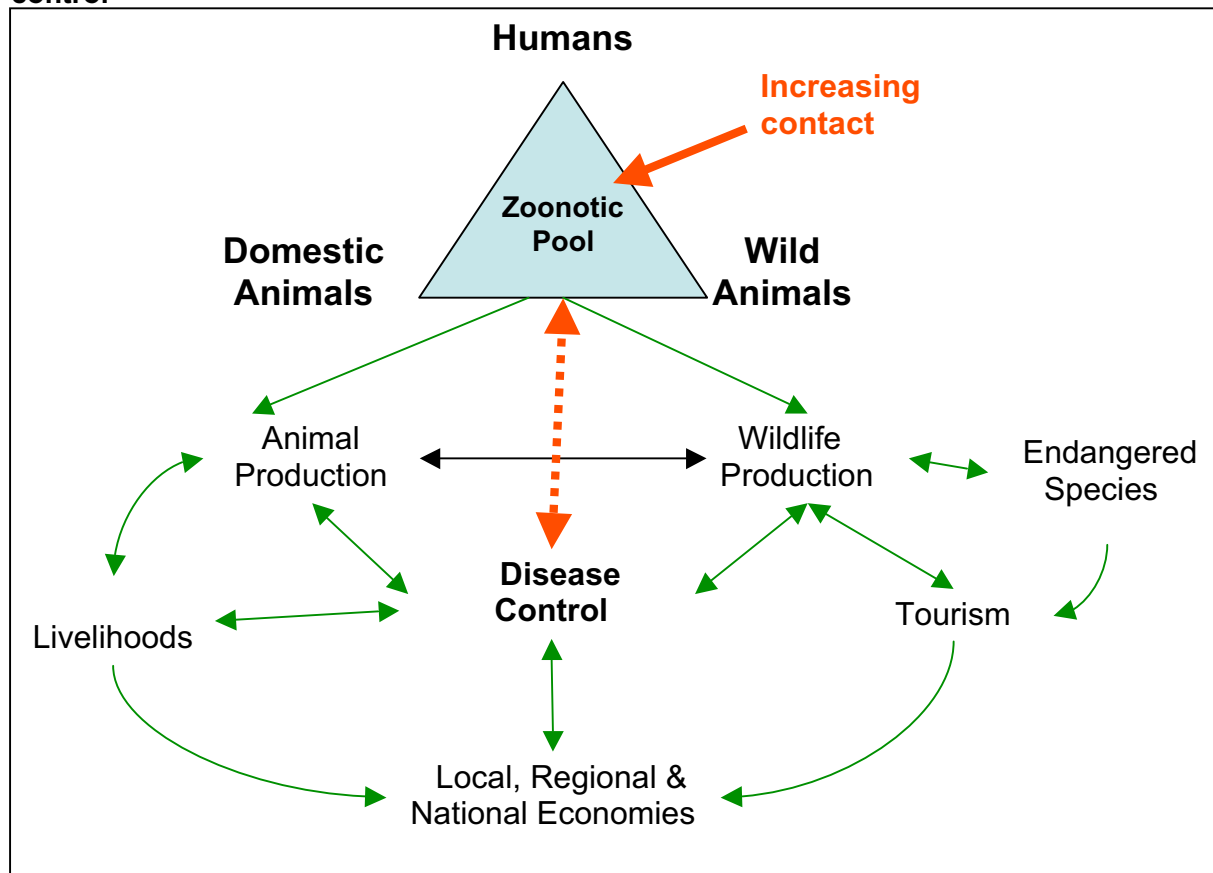 control
Humans
Increasing
contact
Zoonotic
Pool
Domestic
Animals
Wild
Animals
Animal
Production
Wildlife
Production
Endangered
Species
Disease
Control
Livelihoods
Tourism
Local, Regional &
National Economies